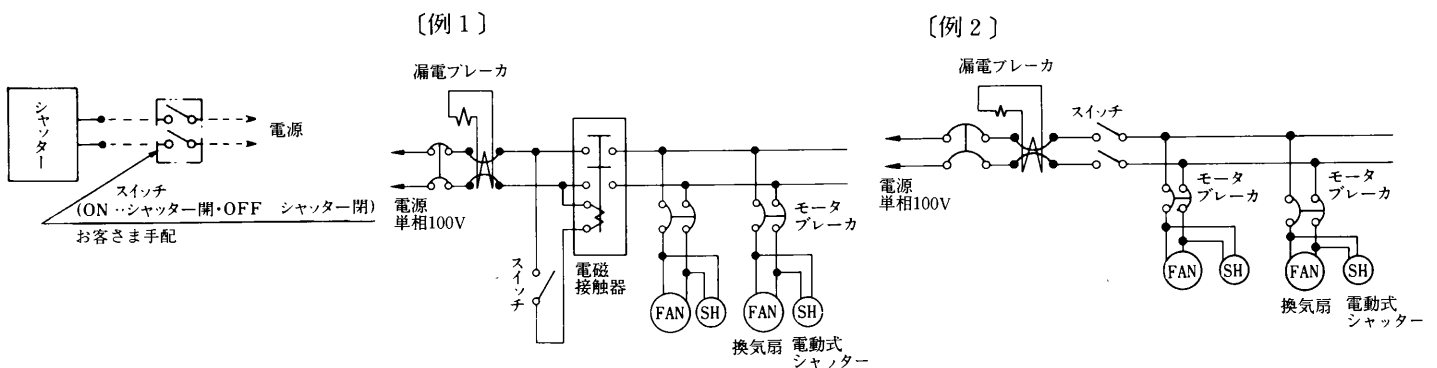 シャッター
電源
スイッチ
(ON‥シャッター開・OFF シャッター閉)
お客さま手配
〔例1〕
漏電ブレーカ
電源
単相100V
スイッチ
電磁
接触器
モータ
ブレーカ
FAN
SH
FAN
SH
換気扇
電動式
シャッター
〔例2〕
漏電ブレーカ
スイッチ
電源
単相100V
モータ
ブレーカ
モータ
ブレーカ
FAN
SH
FAN
SH
換気扇
電動式
シャッター